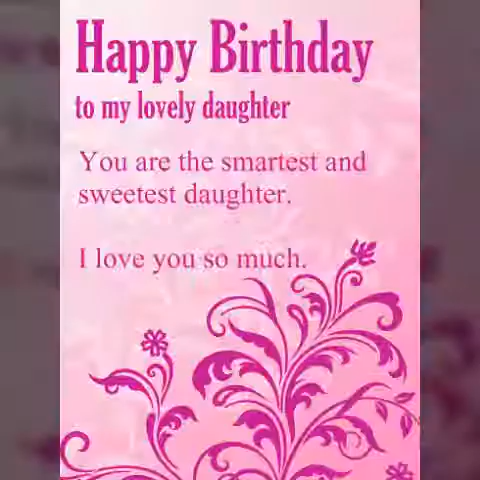 Happy Birthday
to my lovely daughter
You are the smartest and
sweetest daughter.
I love you so much.